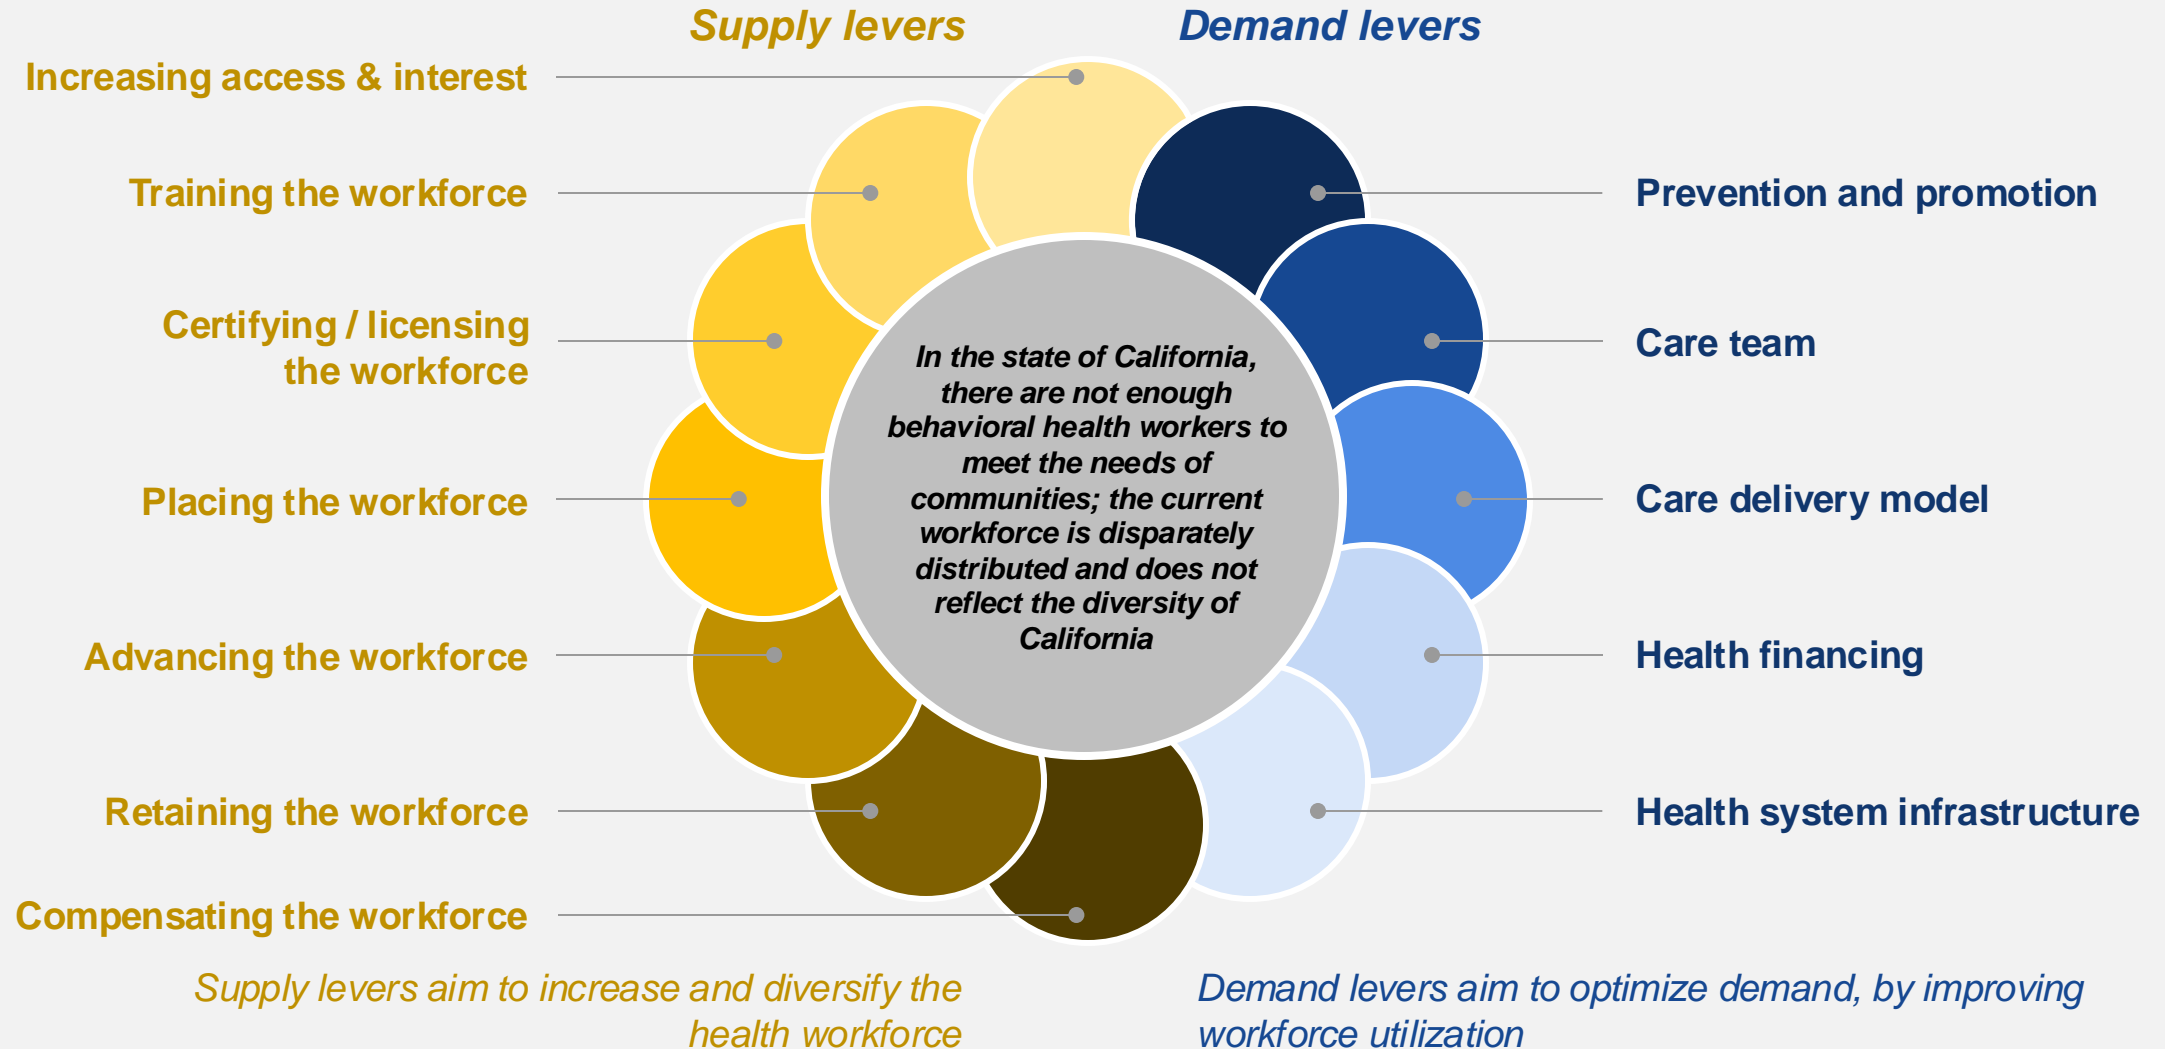 Supply levers
Demand levers
Increasing access & interest
Training the workforce
Certifying / licensing
the workforce
Placing the workforce
Advancing the workforce
Retaining the workforce
Compensating the workforce
In the state of California,
there are not enough
behavioral health workers to
meet the needs of
communities; the current
workforce is disparately
distributed and does not
reflect the diversity of
California
Prevention and promotion
Care team
Care delivery model
Health financing
Health system infrastructure
Supply levers aim to increase and diversify the
health workforce
Demand levers aim to optimize demand, by improving
workforce utilization